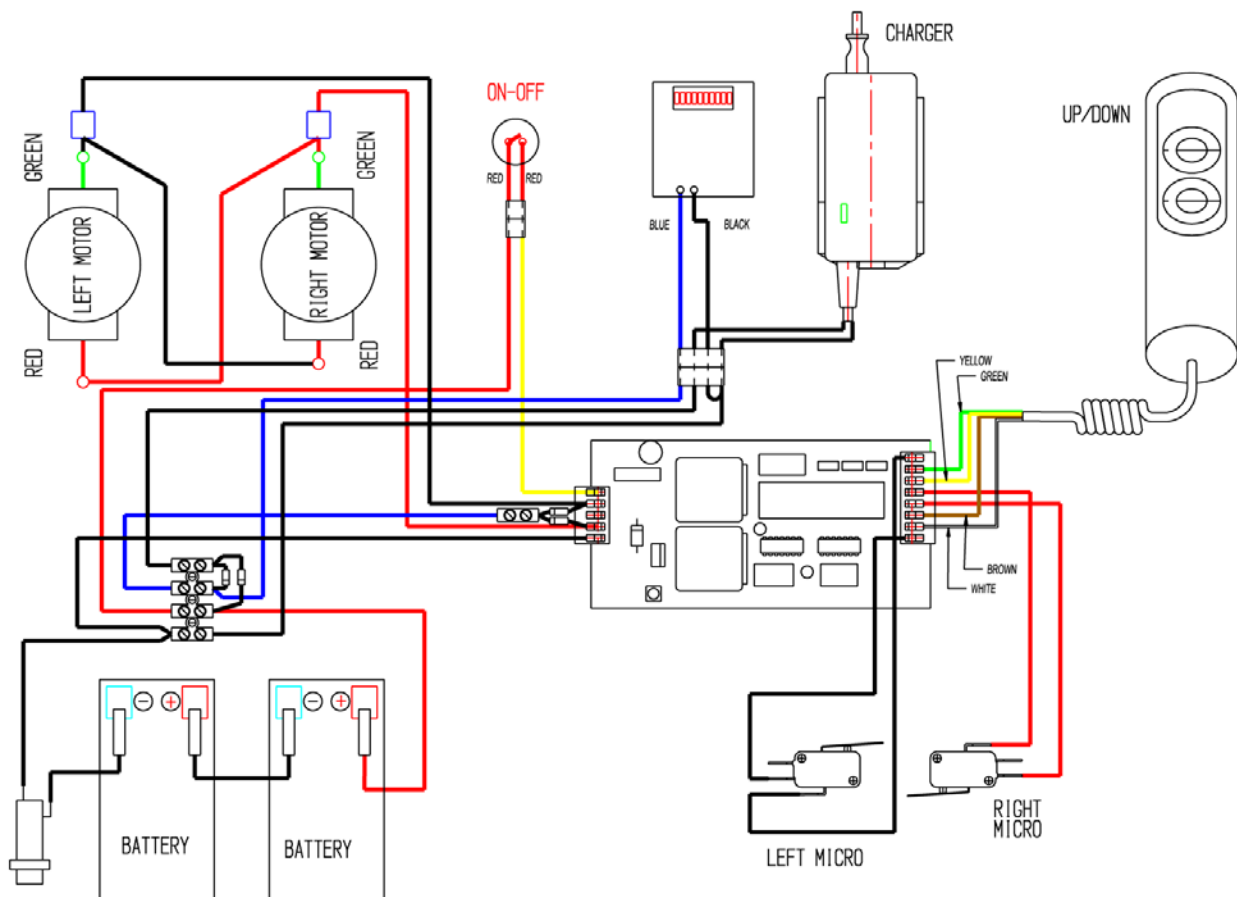 CHARGER
UP/DOWN
ON-OFF
GREEN
GREEN
RED
RED
LEFT MOTOR
RIGHT MOTOR
BLUE
BLACK
RED
RED
YELLOW
GREEN
BROWN
WHITE
- +
- +
BATTERY
BATTERY
LEFT MICRO
RIGHT
MICRO